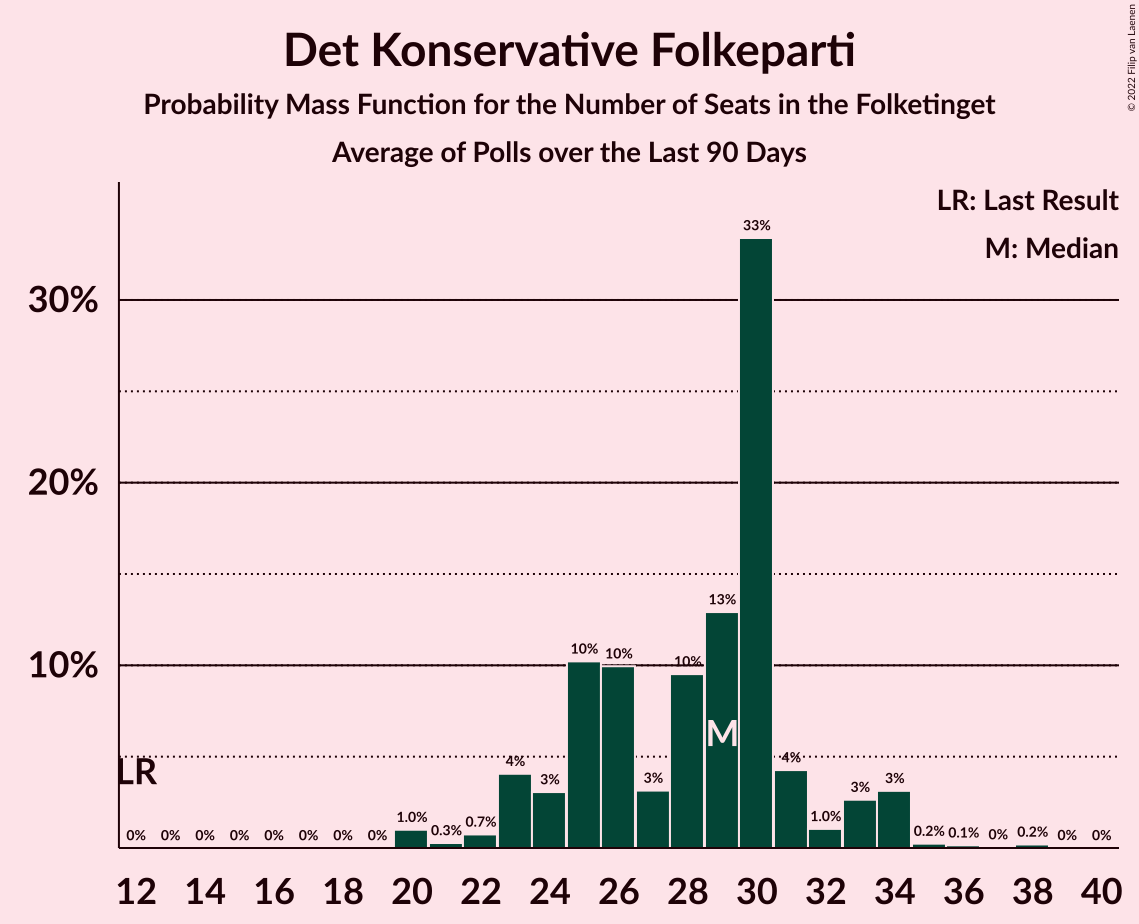 Det Konservative Folkeparti
Probability Mass Function for the Number of Seats in the Folketinget
Average of Polls over the Last 90 Days
© 2022 Filip van Laenen
LR: Last Result
M: Median
33%
30%
20%
13%
10%
10% 10% 10%
M
LR
4% 3% 3% 4% 3% 3%
0% 0% 0% 0% 0% 0% 0% 0% 1.0% 0.3% 0.7% 1.0% 0.2% 0.1% 0% 0.2% 0% 0%
12 14 16 18 20 22 24 26 28 30 32 34 36 38 40